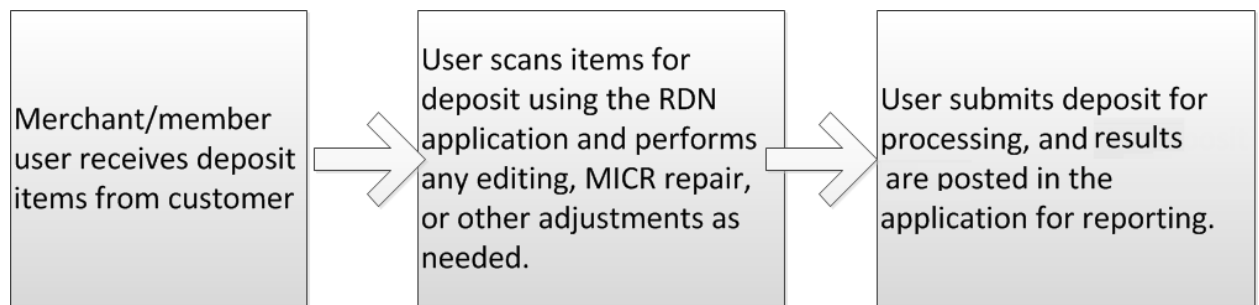 Merchant/member
user receives deposit
items from customer
User scans items for
deposit using the RDN
application and performs
any editing, MICR repair,
or other adjustments as
needed.
User submits deposit for
processing, and results
are posted in the
application for reporting.